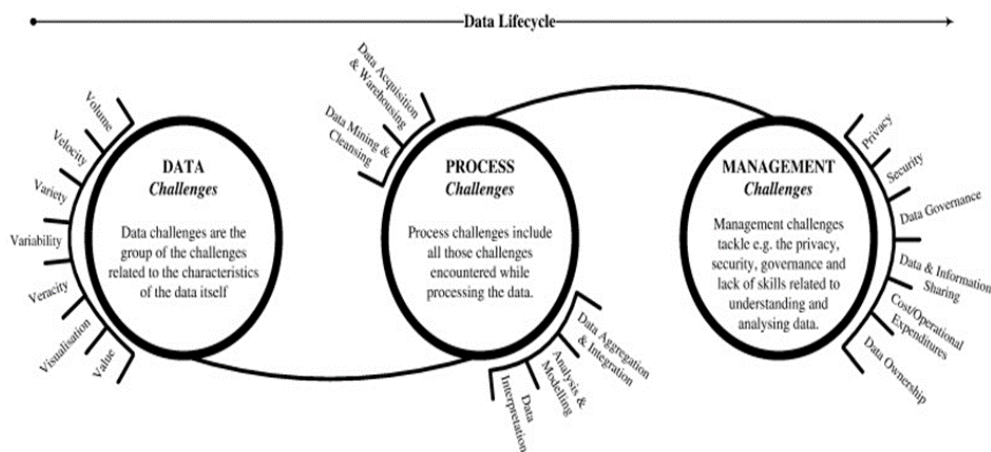 Data Lifecycle
Volume
Velocity
Variety
Variability
Veracity
Visualisation
Value
DATA
Challenges
Data challenges are the
group of the challenges
related to the characteristics
of the data itself
Data Acquisition
& Warehousing
Data Mining &
Cleansing
PROCESS
Challenges
Process challenges include
all those challenges
encountered while
processing the data.
Data Aggregation
& Integration
Analysis &
Modelling
Data
Interpretation
MANAGEMENT
Challenges
Management challenges
tackle e.g. the privacy,
security, governance and
lack of skills related to
understanding and
analysing data.
Privacy
Security
Data Governance
Data & Information
Sharing
Cost/Operational
Expenditures
Data Ownership